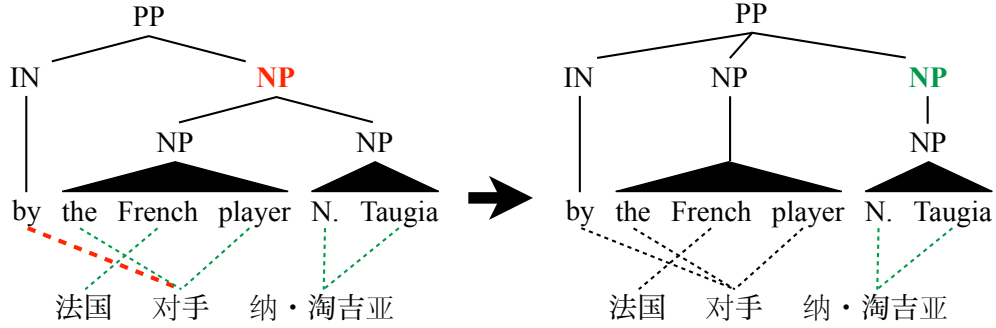 PP PP
IN NP IN NP NP
NP NP NP
by the French player N. Taugia by the French player N. Taugia
法国 对手 纳·淘吉亚 法国 对手 纳·淘吉亚